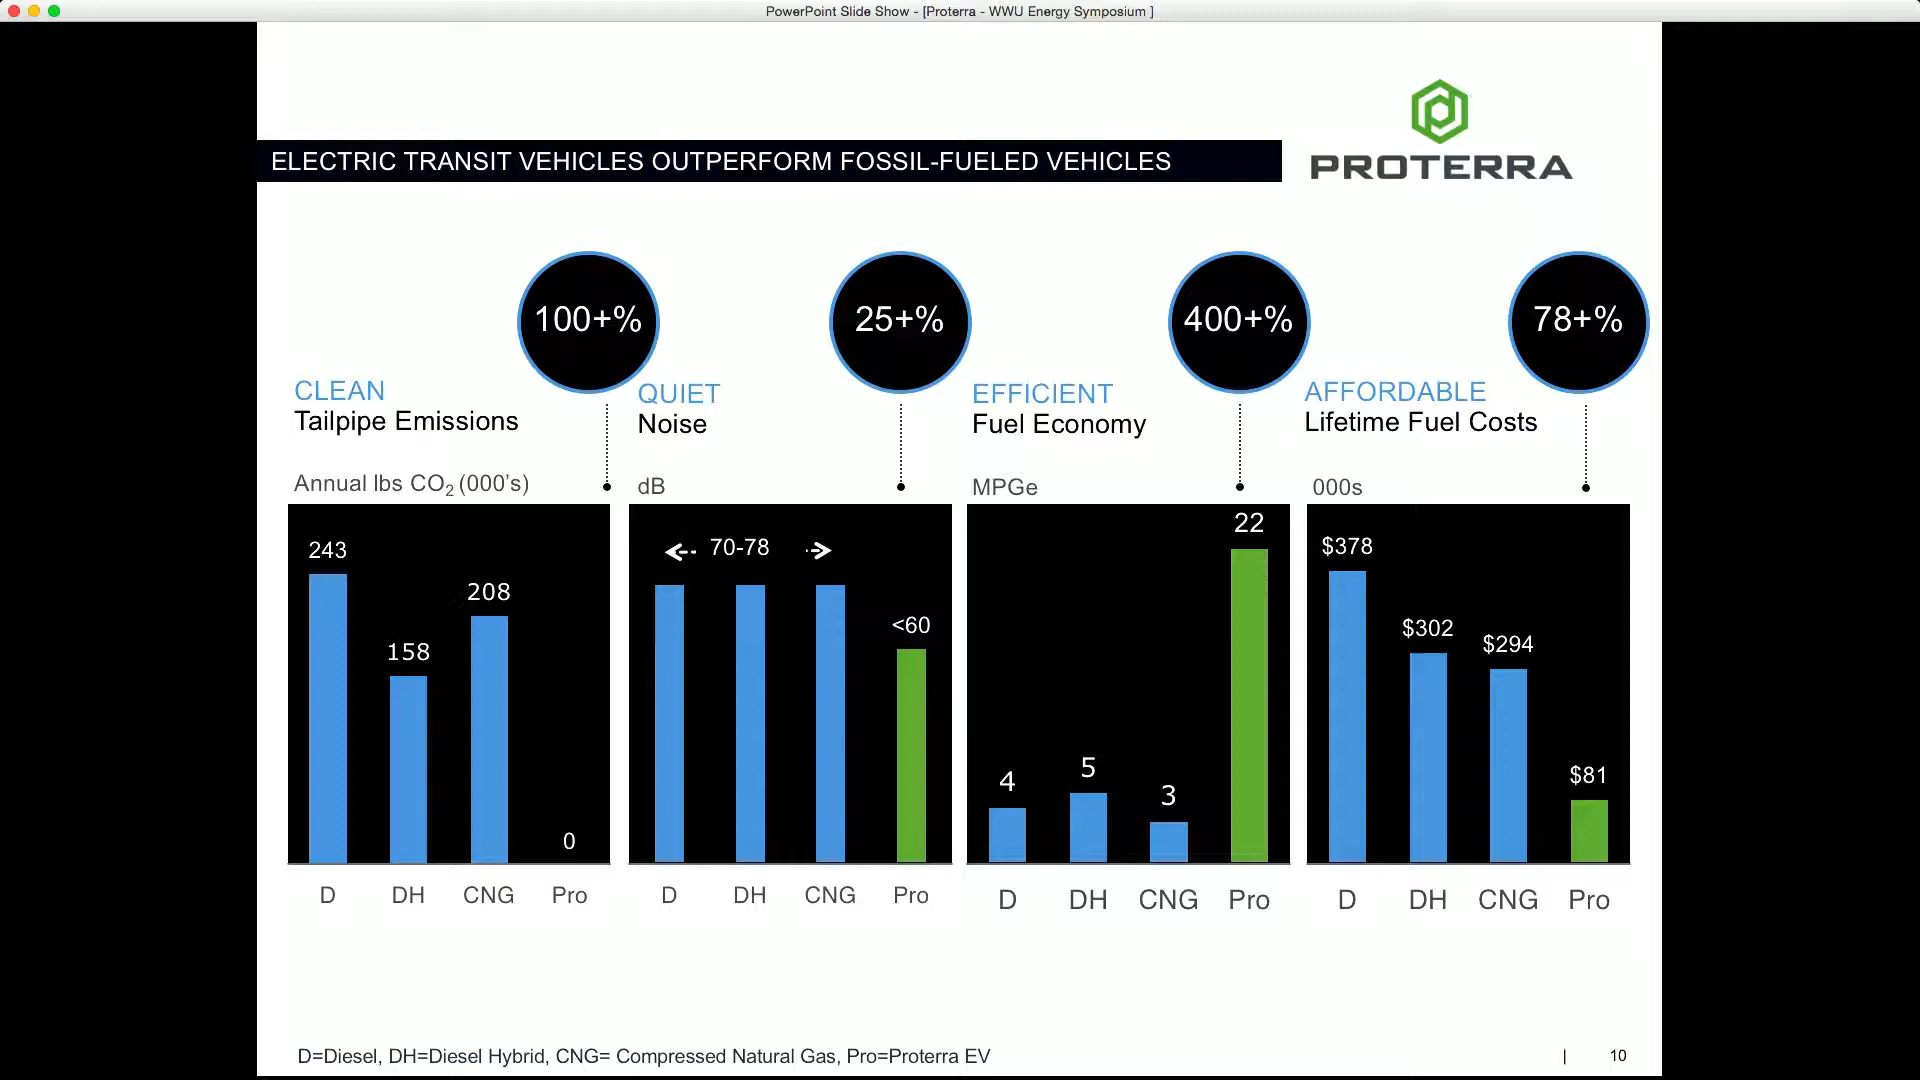 PowerPoint Slide Show - [Proterra - WWU Energy Symposium ]
PROTERRA
ELECTRIC TRANSIT VEHICLES OUTPERFORM FOSSIL-FUELED VEHICLES
100+%
CLEAN
Tailpipe Emissions
Annual lbs CO₂ (000's)
243
158
208
0
D DH CNG Pro
25+%
QUIET
Noise
dB
70-78
<60
D DH CNG Pro
400+%
EFFICIENT
Fuel Economy
MPGe
4
5
3
22
D DH CNG Pro
78+%
AFFORDABLE
Lifetime Fuel Costs
000s
$378
$302
$294
$81
D DH CNG Pro
D=Diesel, DH=Diesel Hybrid, CNG= Compressed Natural Gas, Pro=Proterra EV
| 10